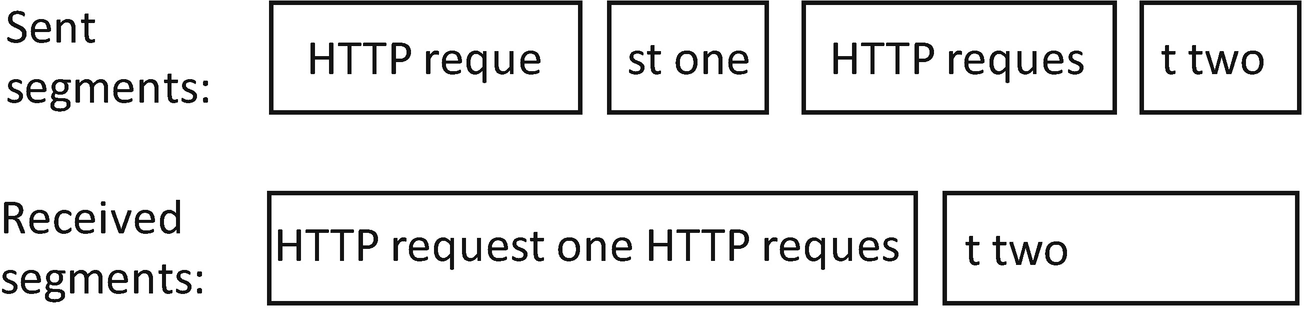 Sent
segments:
HTTP reque
st one
HTTP reques
t two
Received
segments:
HTTP request one HTTP reques
t two